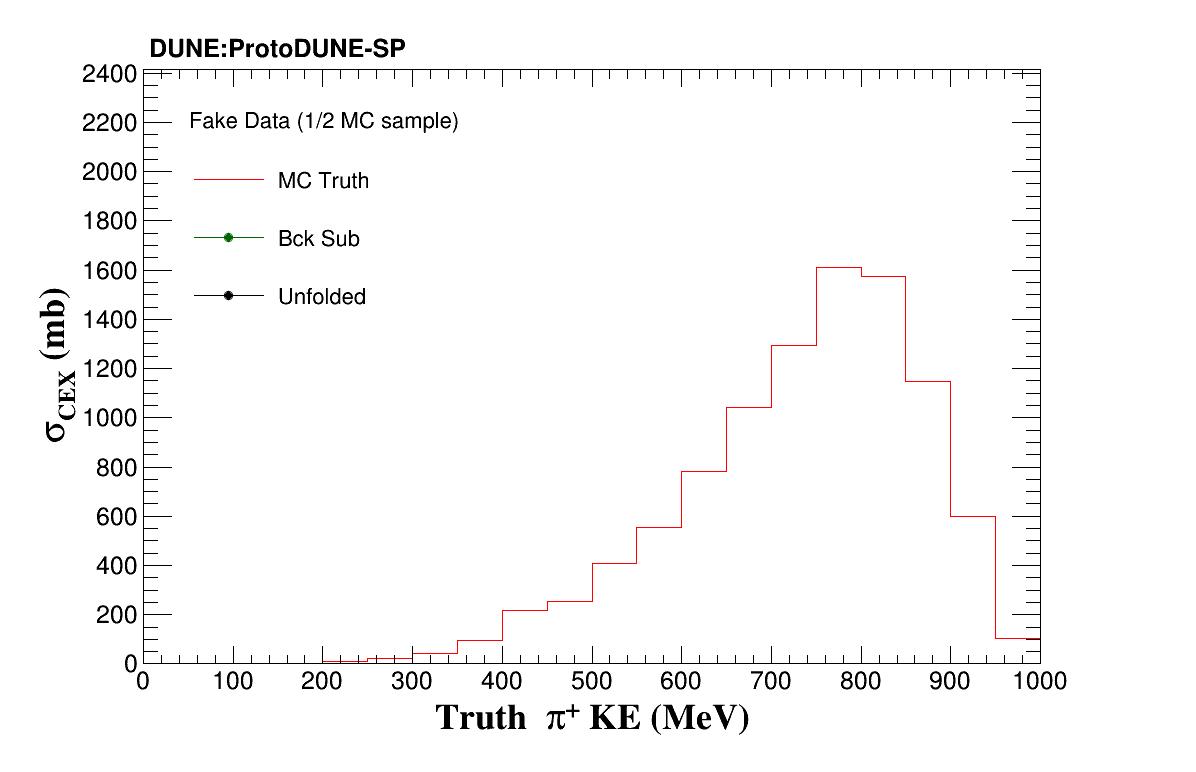 DUNE:ProtoDUNE-SP
2400
2200
2000
1800
1600
1400
1200
1000
800
600
400
200
0
σCEX (mb)
Fake Data (1/2 MC sample)
MC Truth
Bck Sub
Unfolded
0 100 200 300 400 500 600 700 800 900 1000
Truth π+ KE (MeV)